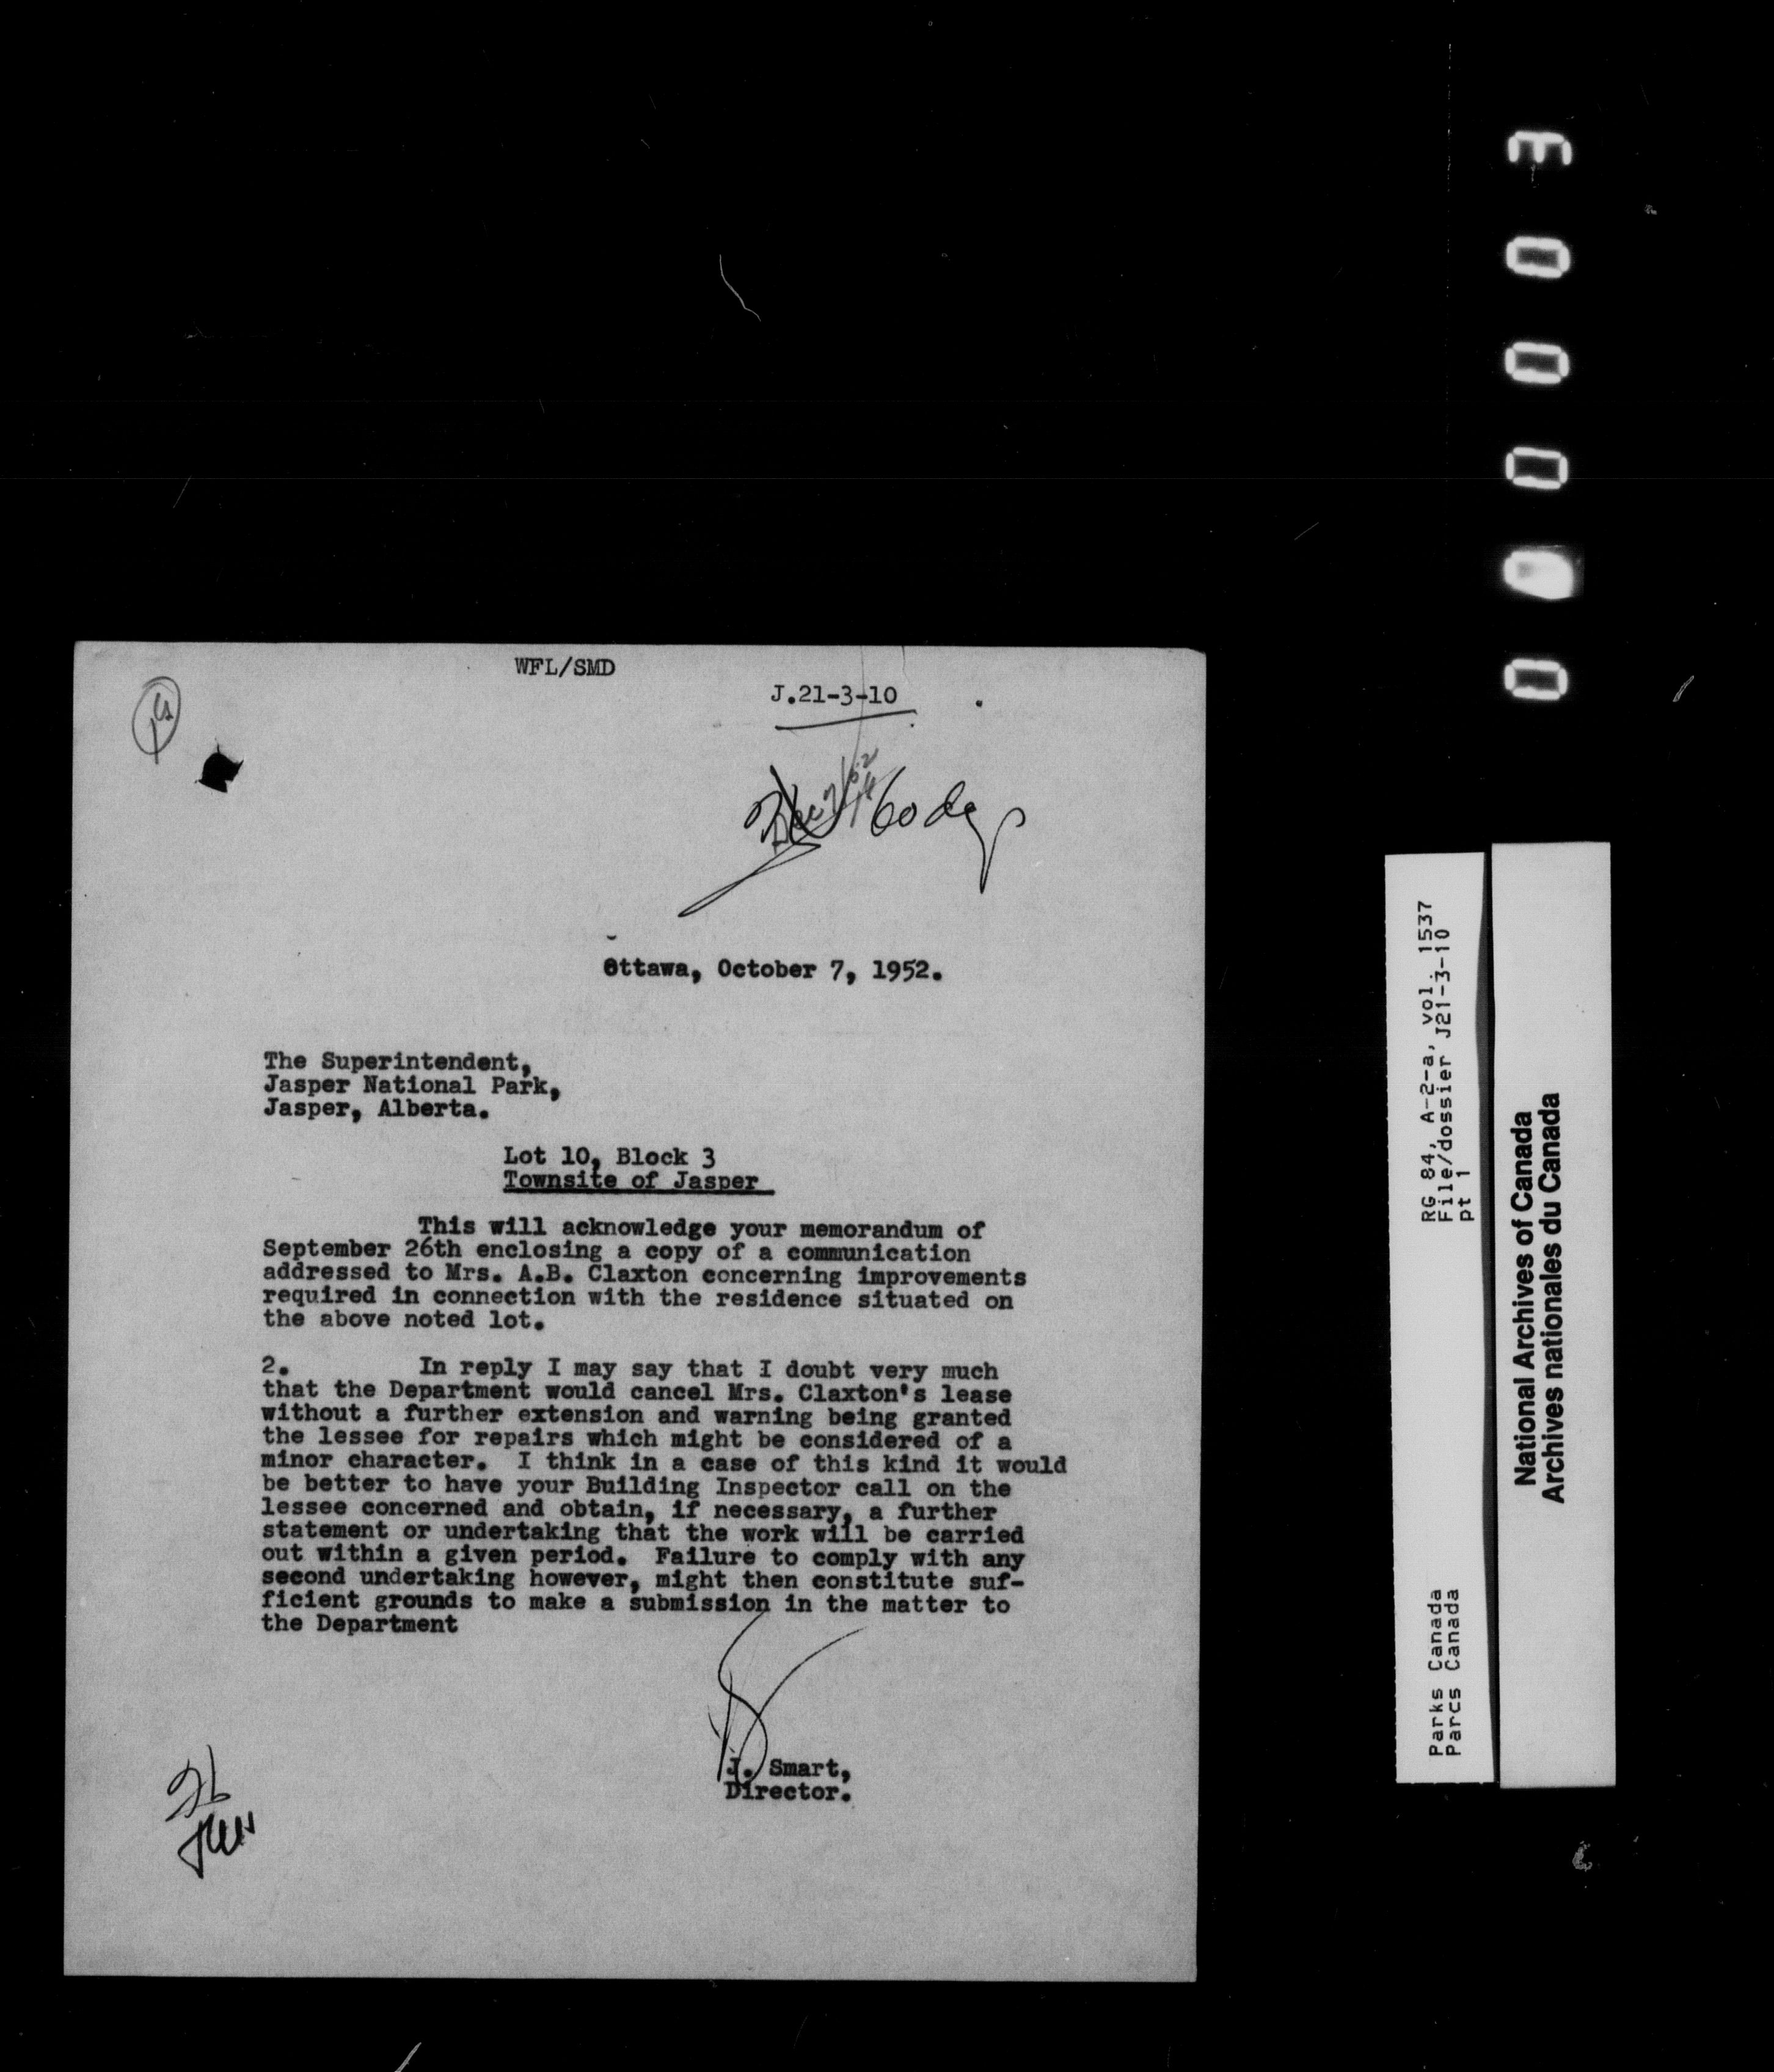 WFL/SMD
J.21-3-10
60 days
Ottawa, October 7, 1952.
The Superintendent,
Jasper National Park,
Jasper, Alberta.
Lot 10, Block 3
Townsite of Jasper
This will acknowledge your memorandum of
September 26th enclosing a copy of a communication
addressed to Mrs. A.B. Claxton concerning improvements
required in connection with the residence situated on
the above noted lot.
2. In reply I may say that I doubt very much
that the Department would cancel Mrs. Claxton's lease
without a further extension and warning being granted
the lessee for repairs which might be considered of a
minor character. I think in a case of this kind it would
be better to have your Building Inspector call on the
lessee concerned and obtain, if necessary, a further
statement or undertaking that the work will be carried
out within a given period. Failure to comply with any
second undertaking however, might then constitute suf-
ficient grounds to make a submission in the matter to
the Department
J. Smart,
Director.
RG 84, A-2-a, vol. 1537
File/dossier J21-3-10
pt 1
Parks Canada
Parcs Canada
National Archives of Canada
Archives nationales du Canada